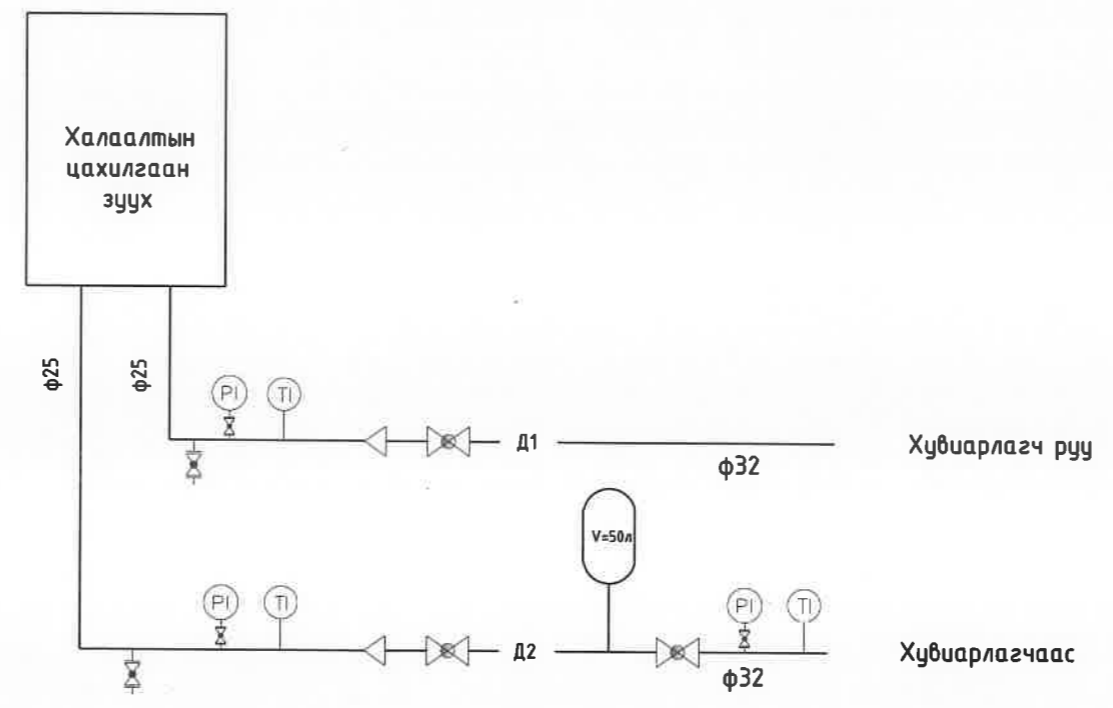 Халаалтын
цахилгаан
зуух
ф25
ф25
PI
TI
Д1
ф32
Хувиарлагч руу
V=50л
PI
TI
Д2
PI
TI
ф32
Хувиарлагчаас